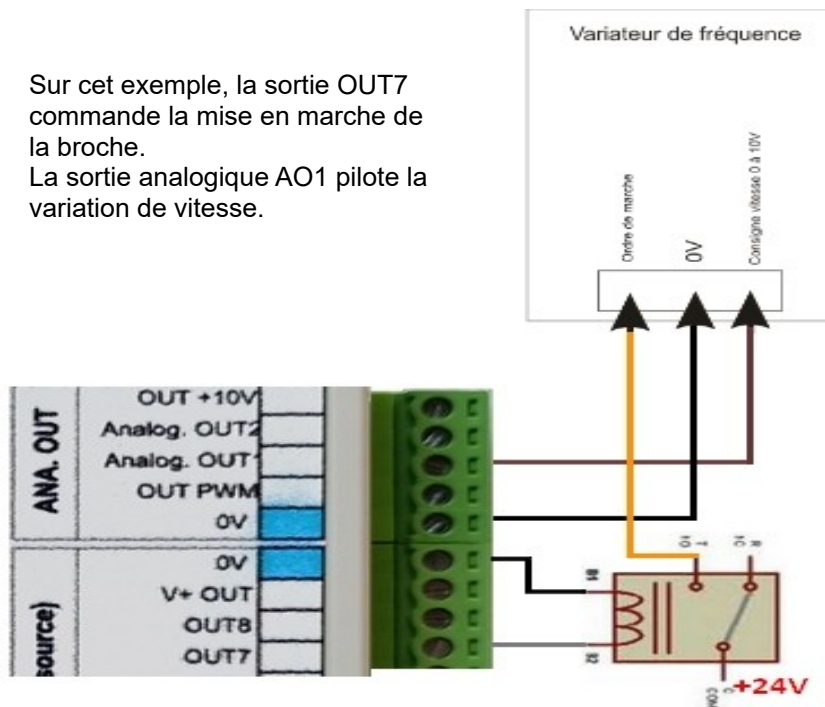 Variateur de fréquence
Sur cet exemple, la sortie OUT7
commande la mise en marche de
la broche.
La sortie analogique AO1 pilote la
variation de vitesse.
Ordre de marche
0V
Consigne vitesse 0 à 10V
ANA. OUT
OUT +10V
Analog. OUT2
Analog. OUT1
OUT PWM
0V
source)
0V
V+ OUT
OUT8
OUT7
B1
B2
+24V